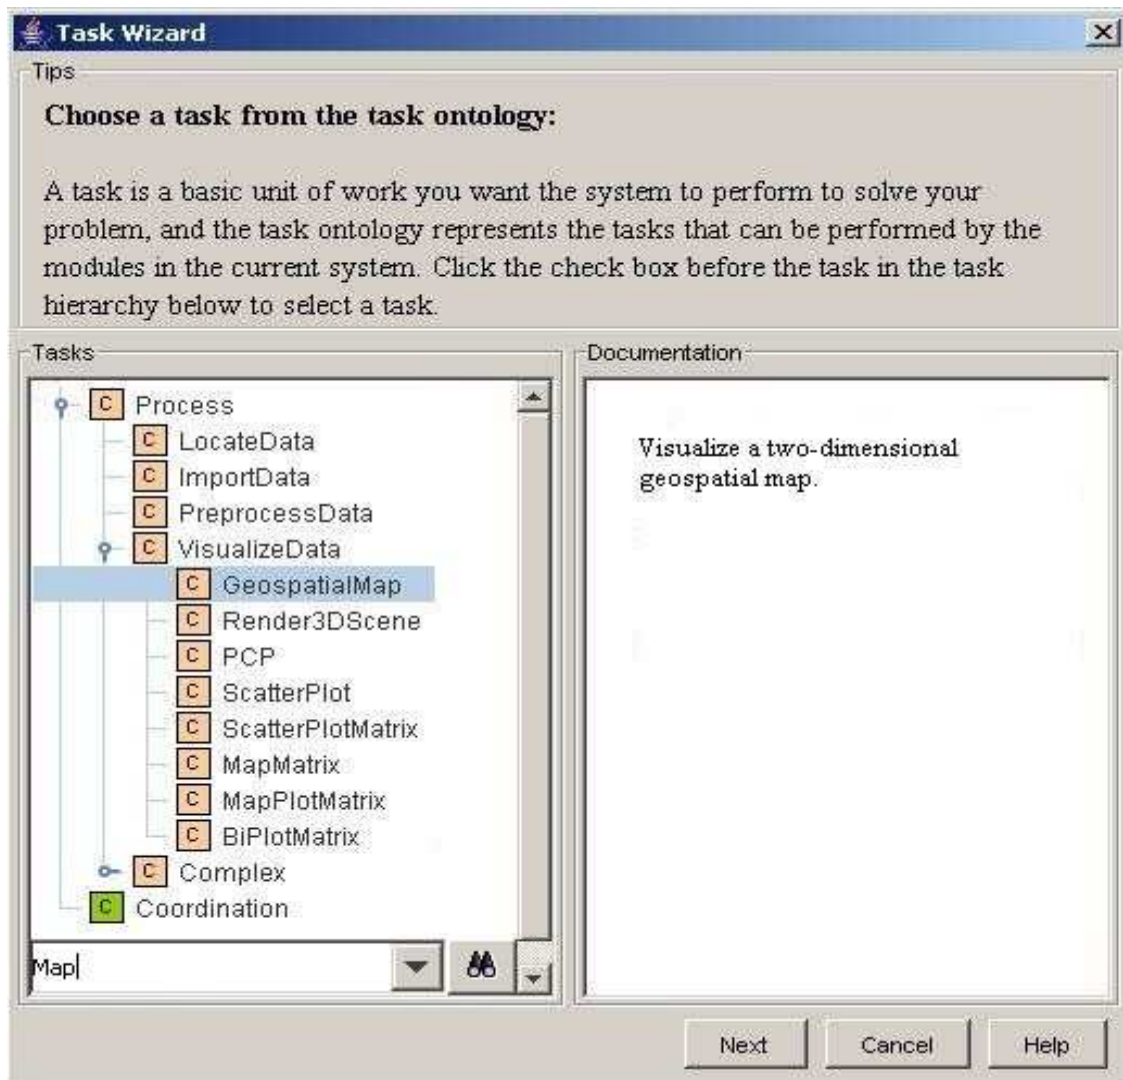 Task Wizard
Tips
Choose a task from the task ontology:
A task is a basic unit of work you want the system to perform to solve your
problem, and the task ontology represents the tasks that can be performed by the
modules in the current system. Click the check box before the task in the task
hierarchy below to select a task.
Tasks
C Process
C LocateData
C ImportData
C PreprocessData
C VisualizeData
C GeospatialMap
C Render3DScene
C PCP
C ScatterPlot
C ScatterPlotMatrix
C MapMatrix
C MapPlotMatrix
C BiPlotMatrix
C Complex
C Coordination
Map
Documentation
Visualize a two-dimensional
geospatial map.
Next Cancel Help